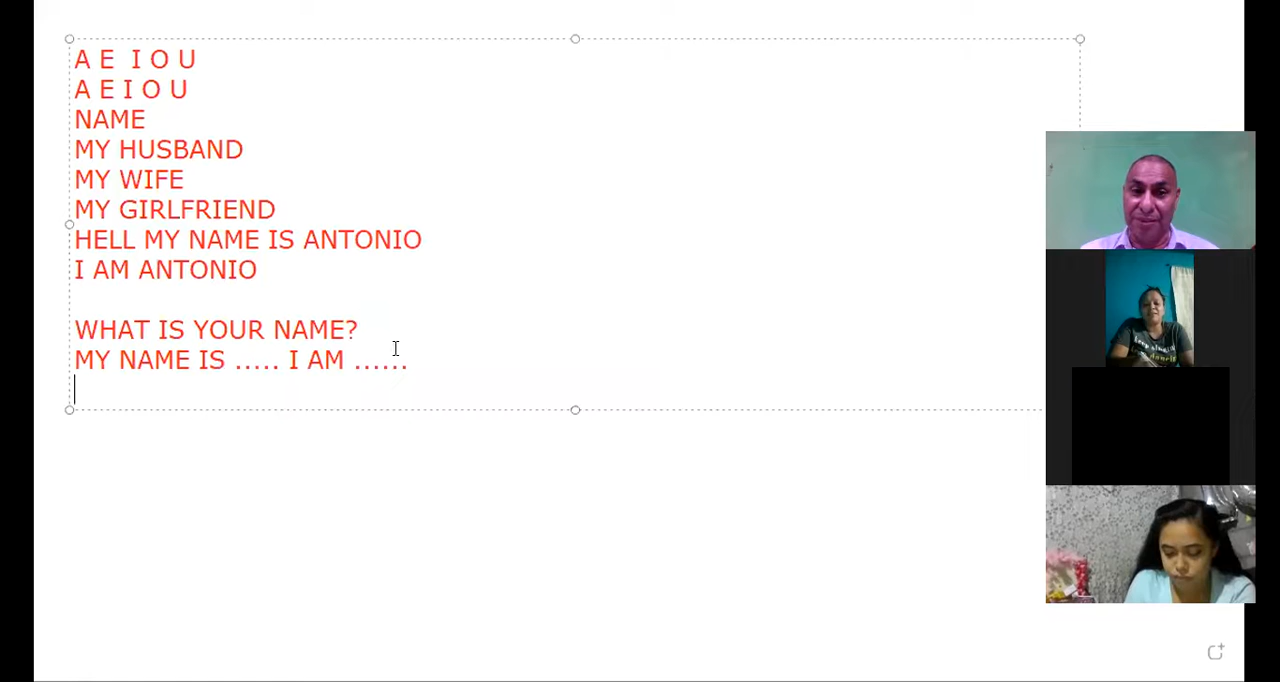 A E I O U
A E I O U
NAME
MY HUSBAND
MY WIFE
MY GIRLFRIEND
HELL MY NAME IS ANTONIO
I AM ANTONIO
WHAT IS YOUR NAME?
MY NAME IS ..... I AM ......